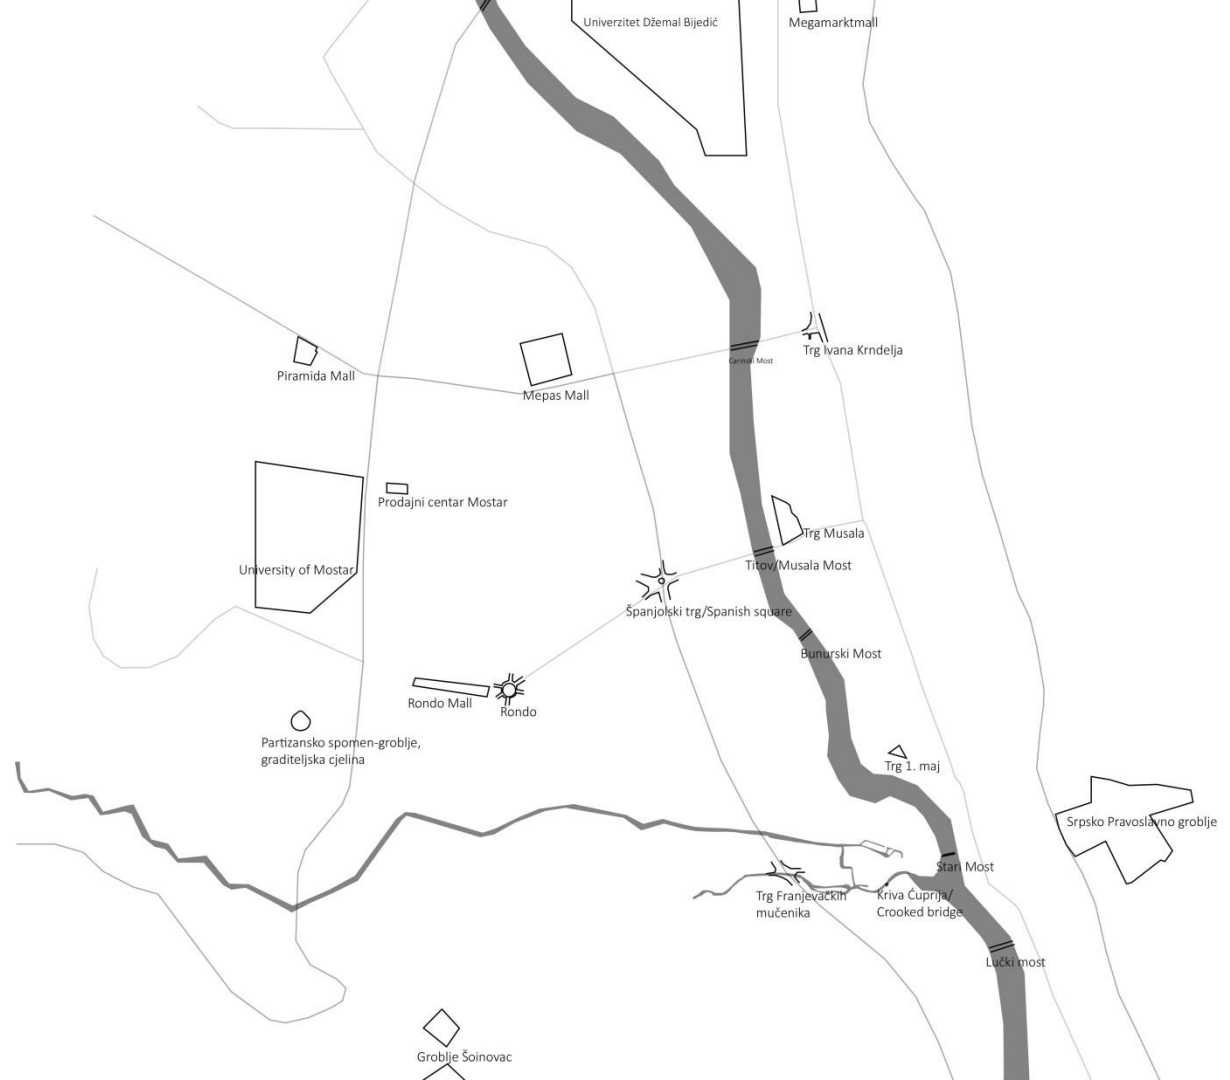 Univerzitet Džemal Bijedić
Megamarktmall
Trg Ivana Krndelja
Carinski Most
Piramida Mall
Mepas Mall
Prodajni centar Mostar
Trg Musala
Titov/Musala Most
University of Mostar
Španjolski trg/Spanish square
Bunurski Most
Rondo Mall
Rondo
Partizansko spomen-groblje,
graditeljska cjelina
Trg 1. maj
Srpsko Pravoslavno groblje
Stari Most
Trg Franjevačkih
mučenika
Kriva Ćuprija/
Crooked bridge
Lučki most
Groblje Šoinovac